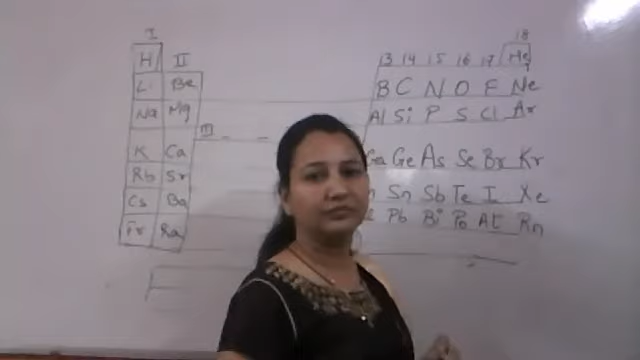 I 18
H II 13 14 15 16 17 He
Li Be B C N O F Ne
Na Mg Al Si P S Cl Ar
III
K Ca Ga Ge As Se Br Kr
Rb Sr Sn Sb Te I Xe
Cs Ba Pb Bi Po At Rn
Fr Ra